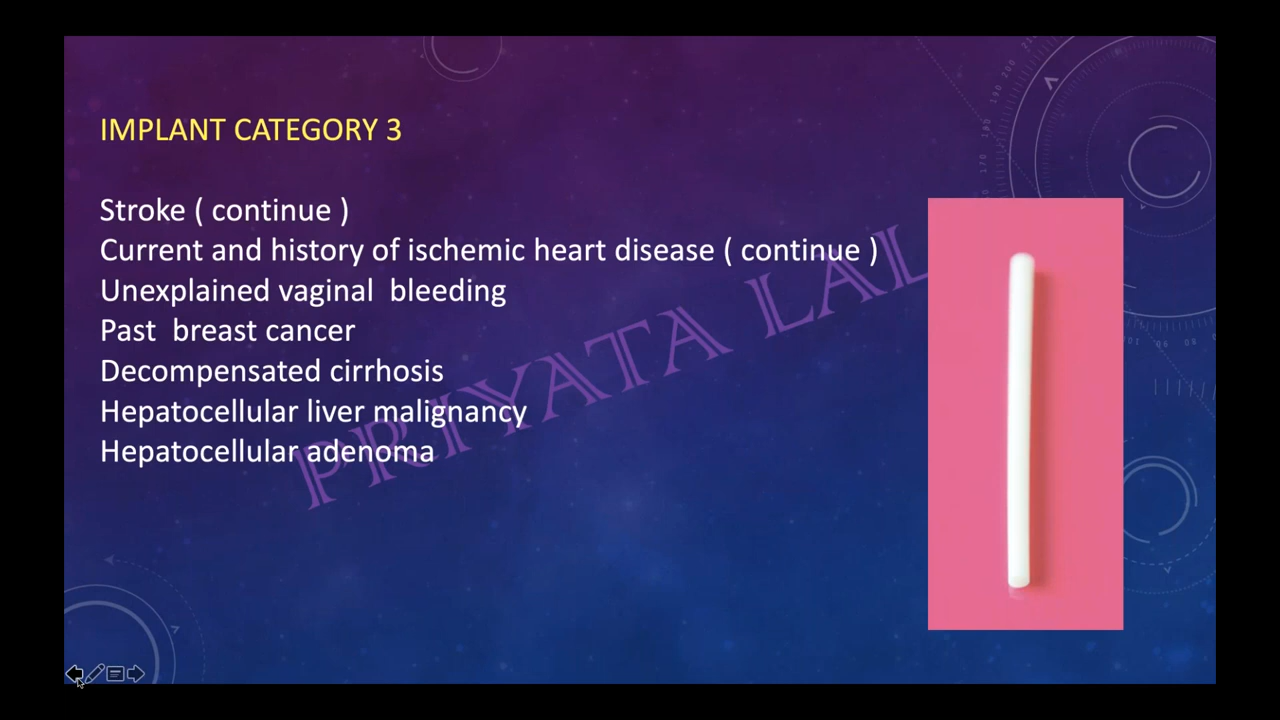 IMPLANT CATEGORY 3
Stroke ( continue )
Current and history of ischemic heart disease ( continue )
Unexplained vaginal bleeding
Past breast cancer
Decompensated cirrhosis
Hepatocellular liver malignancy
Hepatocellular adenoma
PRIYATA LAL